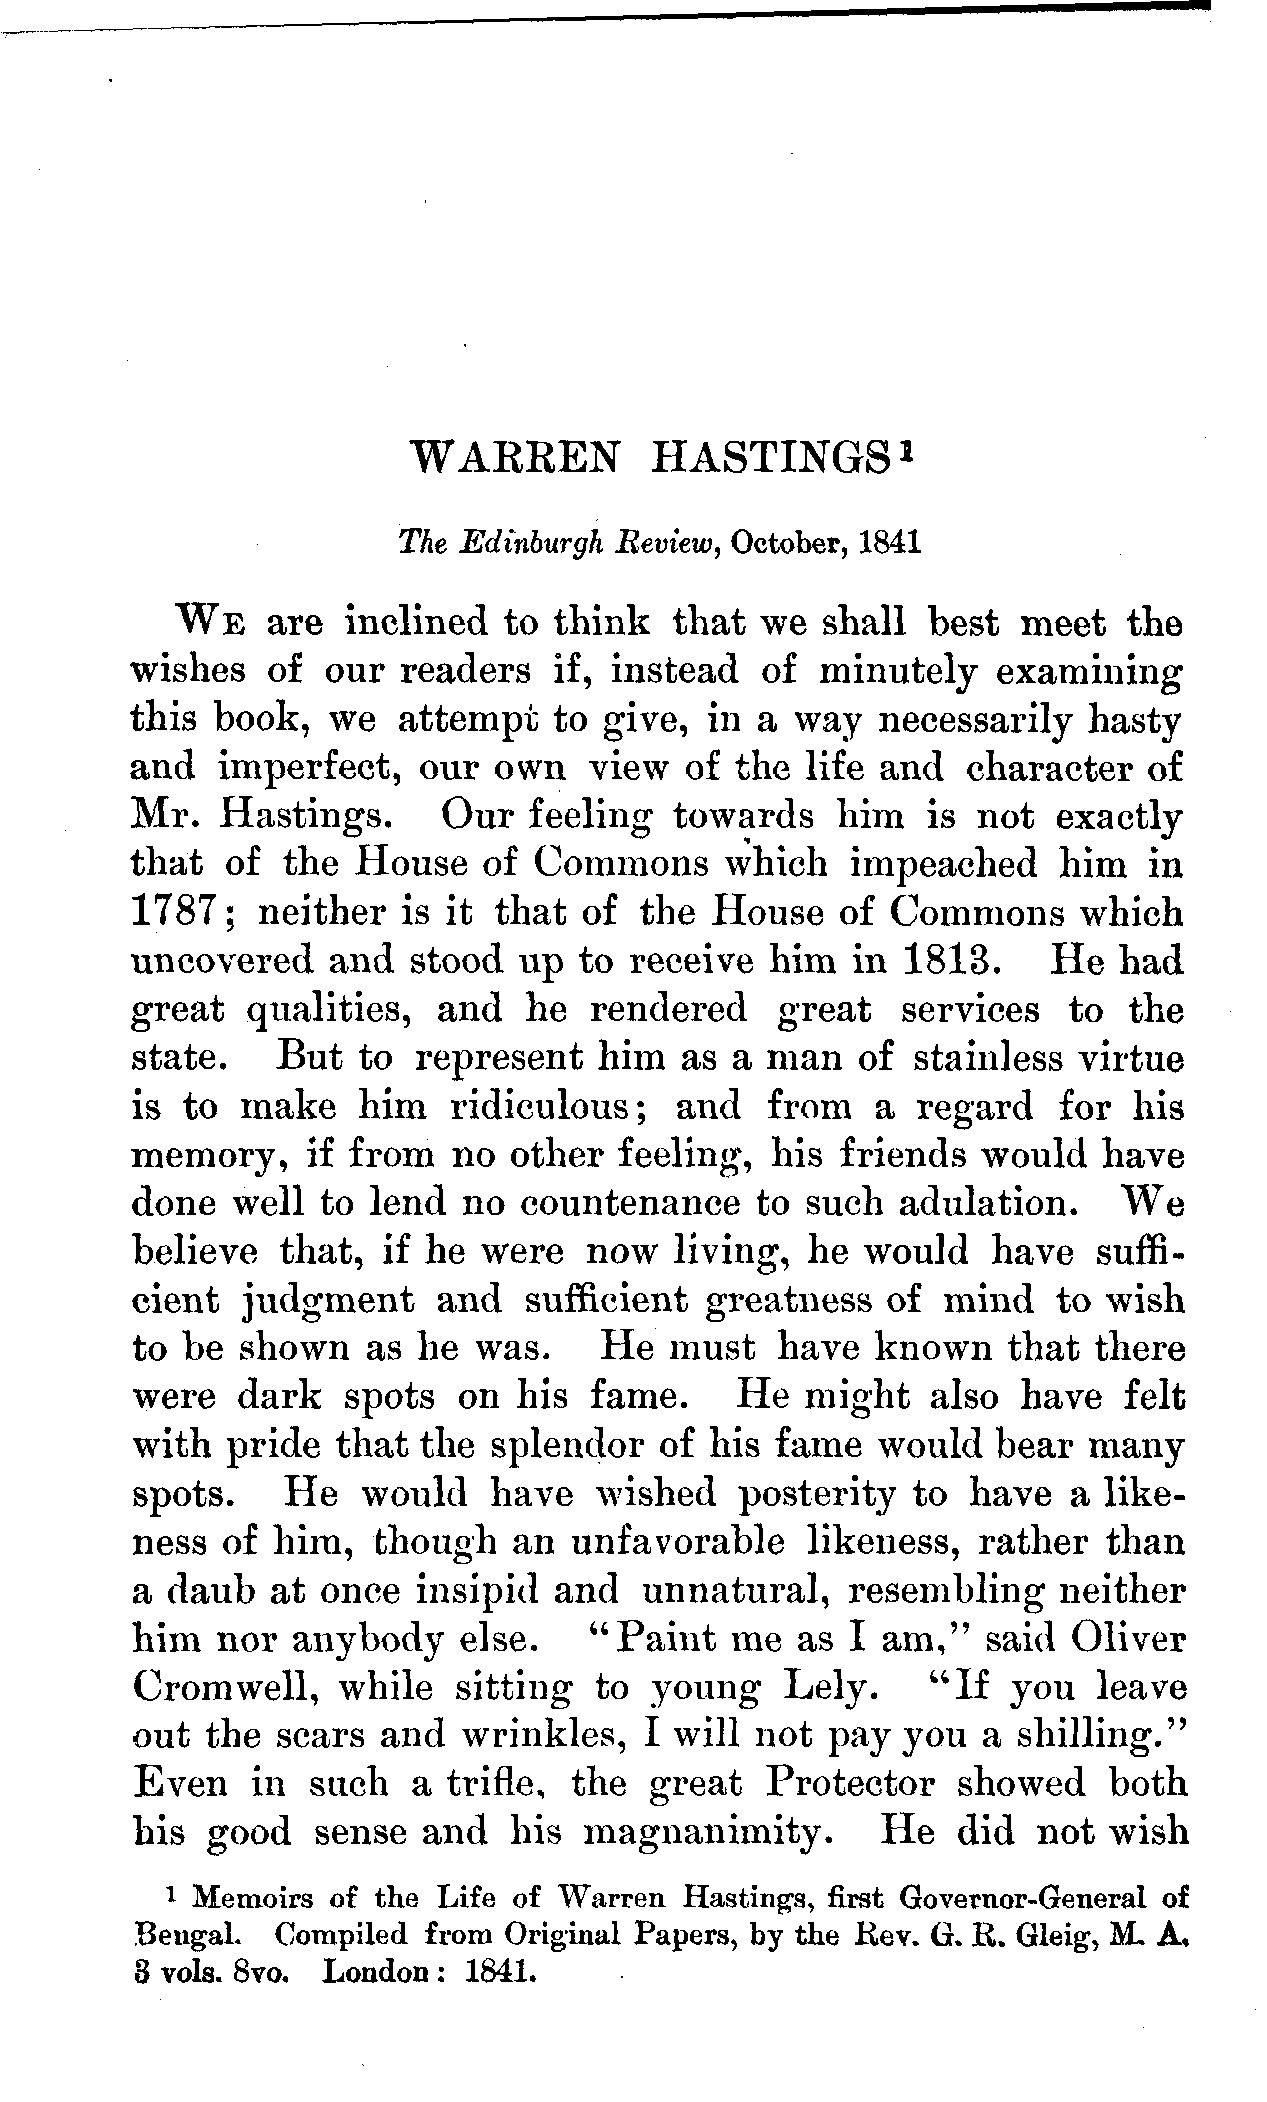 WARREN HASTINGS¹
The Edinburgh Review, October, 1841
WE are inclined to think that we shall best meet the
wishes of our readers if, instead of minutely examining
this book, we attempt to give, in a way necessarily hasty
and imperfect, our own view of the life and character of
Mr. Hastings. Our feeling towards him is not exactly
that of the House of Commons which impeached him in
1787; neither is it that of the House of Commons which
uncovered and stood up to receive him in 1813. He had
great qualities, and he rendered great services to the
state. But to represent him as a man of stainless virtue
is to make him ridiculous; and from a regard for his
memory, if from no other feeling, his friends would have
done well to lend no countenance to such adulation. We
believe that, if he were now living, he would have suffi-
cient judgment and sufficient greatness of mind to wish
to be shown as he was. He must have known that there
were dark spots on his fame. He might also have felt
with pride that the splendor of his fame would bear many
spots. He would have wished posterity to have a like-
ness of him, though an unfavorable likeness, rather than
a daub at once insipid and unnatural, resembling neither
him nor anybody else. "Paint me as I am," said Oliver
Cromwell, while sitting to young Lely. "If you leave
out the scars and wrinkles, I will not pay you a shilling."
Even in such a trifle, the great Protector showed both
his good sense and his magnanimity. He did not wish
¹ Memoirs of the Life of Warren Hastings, first Governor-General of
Bengal. Compiled from Original Papers, by the Rev. G. R. Gleig, M. A.
3 vols. 8vo. London: 1841.